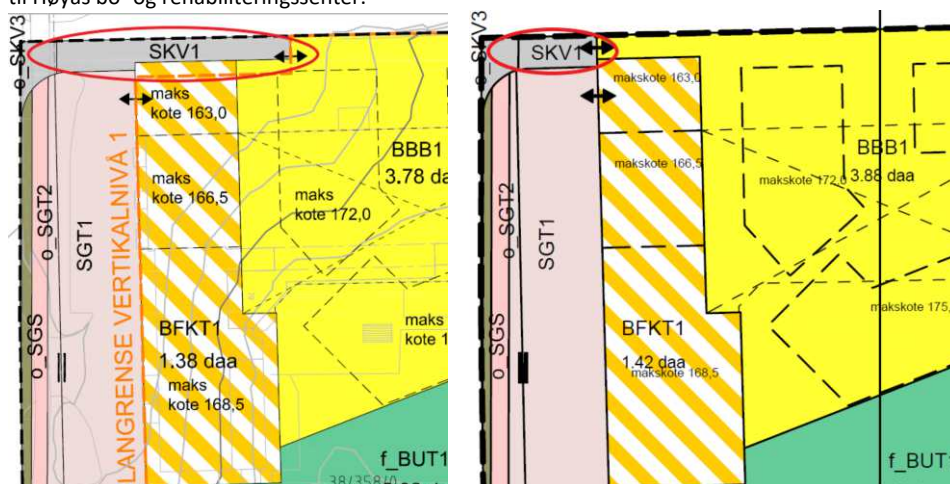 til Høyås bo- og rehabiliteringssenter.
o_SKV3
SKV1
maks
kote 163,0
BBB1
3.78 da
maks
kote 166,5
maks
kote 172,0
o_SGT2
SGT1
LANGRENSE VERTIKALNIVÅ 1
o_SGS
BFKT1
1.38 daa
maks
kote 168,5
maks
kote 1
f_BUT1
38/358/0
o_SKV3
SKV1
makskote 163,0
BBB1
3.88 daa
makskote 166,5
makskote 172,0
o_SGT2
SGT1
o_SGS
BFKT1
1.42 daa
makskote 168,5
makskote 175,
f_BUT